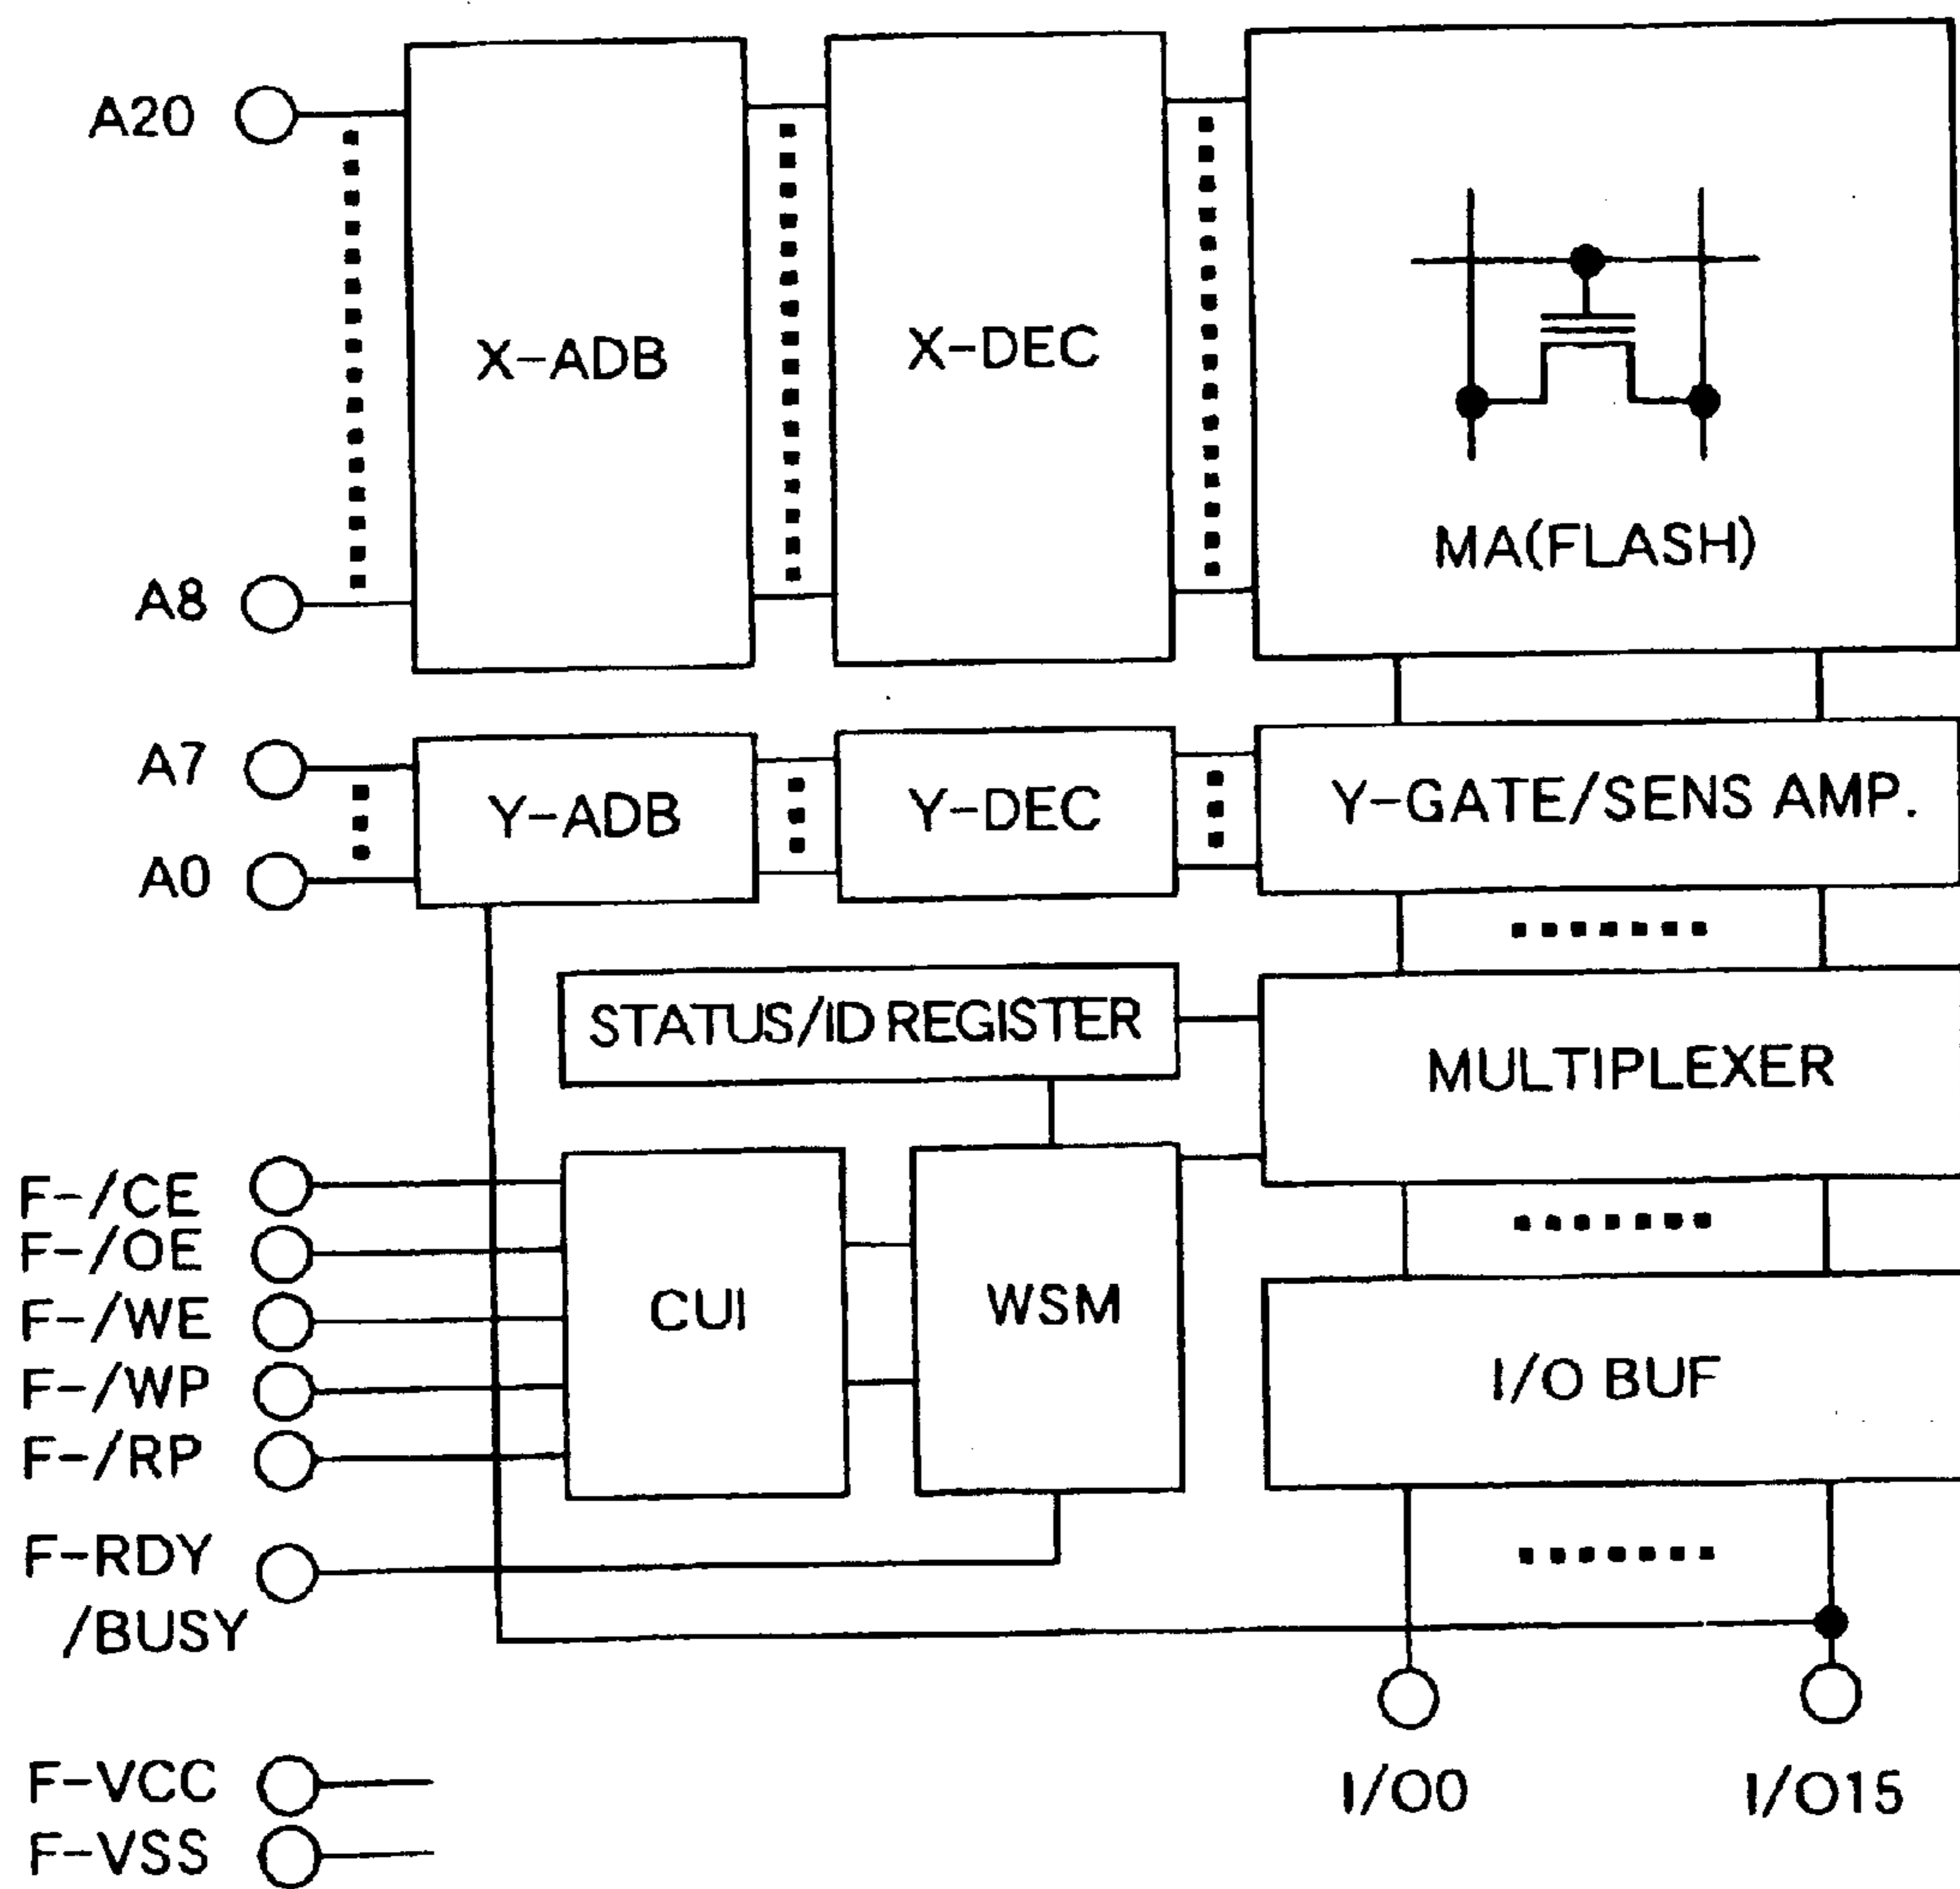 A20
X-ADB
X-DEC
MA(FLASH)
A8
A7
Y-ADB
Y-DEC
Y-GATE/SENS AMP.
A0
STATUS/ID REGISTER
MULTIPLEXER
F-/CE
F-/OE
F-/WE
F-/WP
F-/RP
CUI
WSM
I/O BUF
F-RDY
/BUSY
I/O0
I/O15
F-VCC
F-VSS